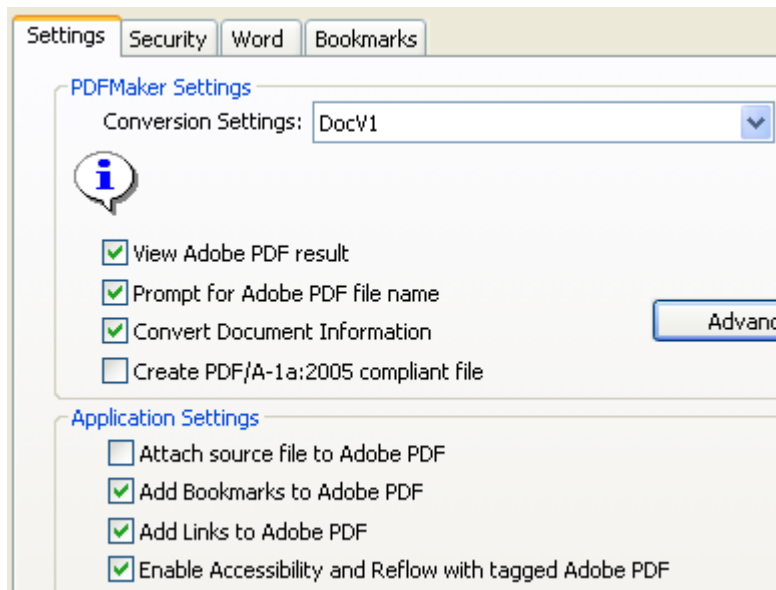 Settings Security Word Bookmarks
PDFMaker Settings
Conversion Settings: DocV1
View Adobe PDF result
Prompt for Adobe PDF file name
Convert Document Information
Advanc
Create PDF/A-1a:2005 compliant file
Application Settings
Attach source file to Adobe PDF
Add Bookmarks to Adobe PDF
Add Links to Adobe PDF
Enable Accessibility and Reflow with tagged Adobe PDF